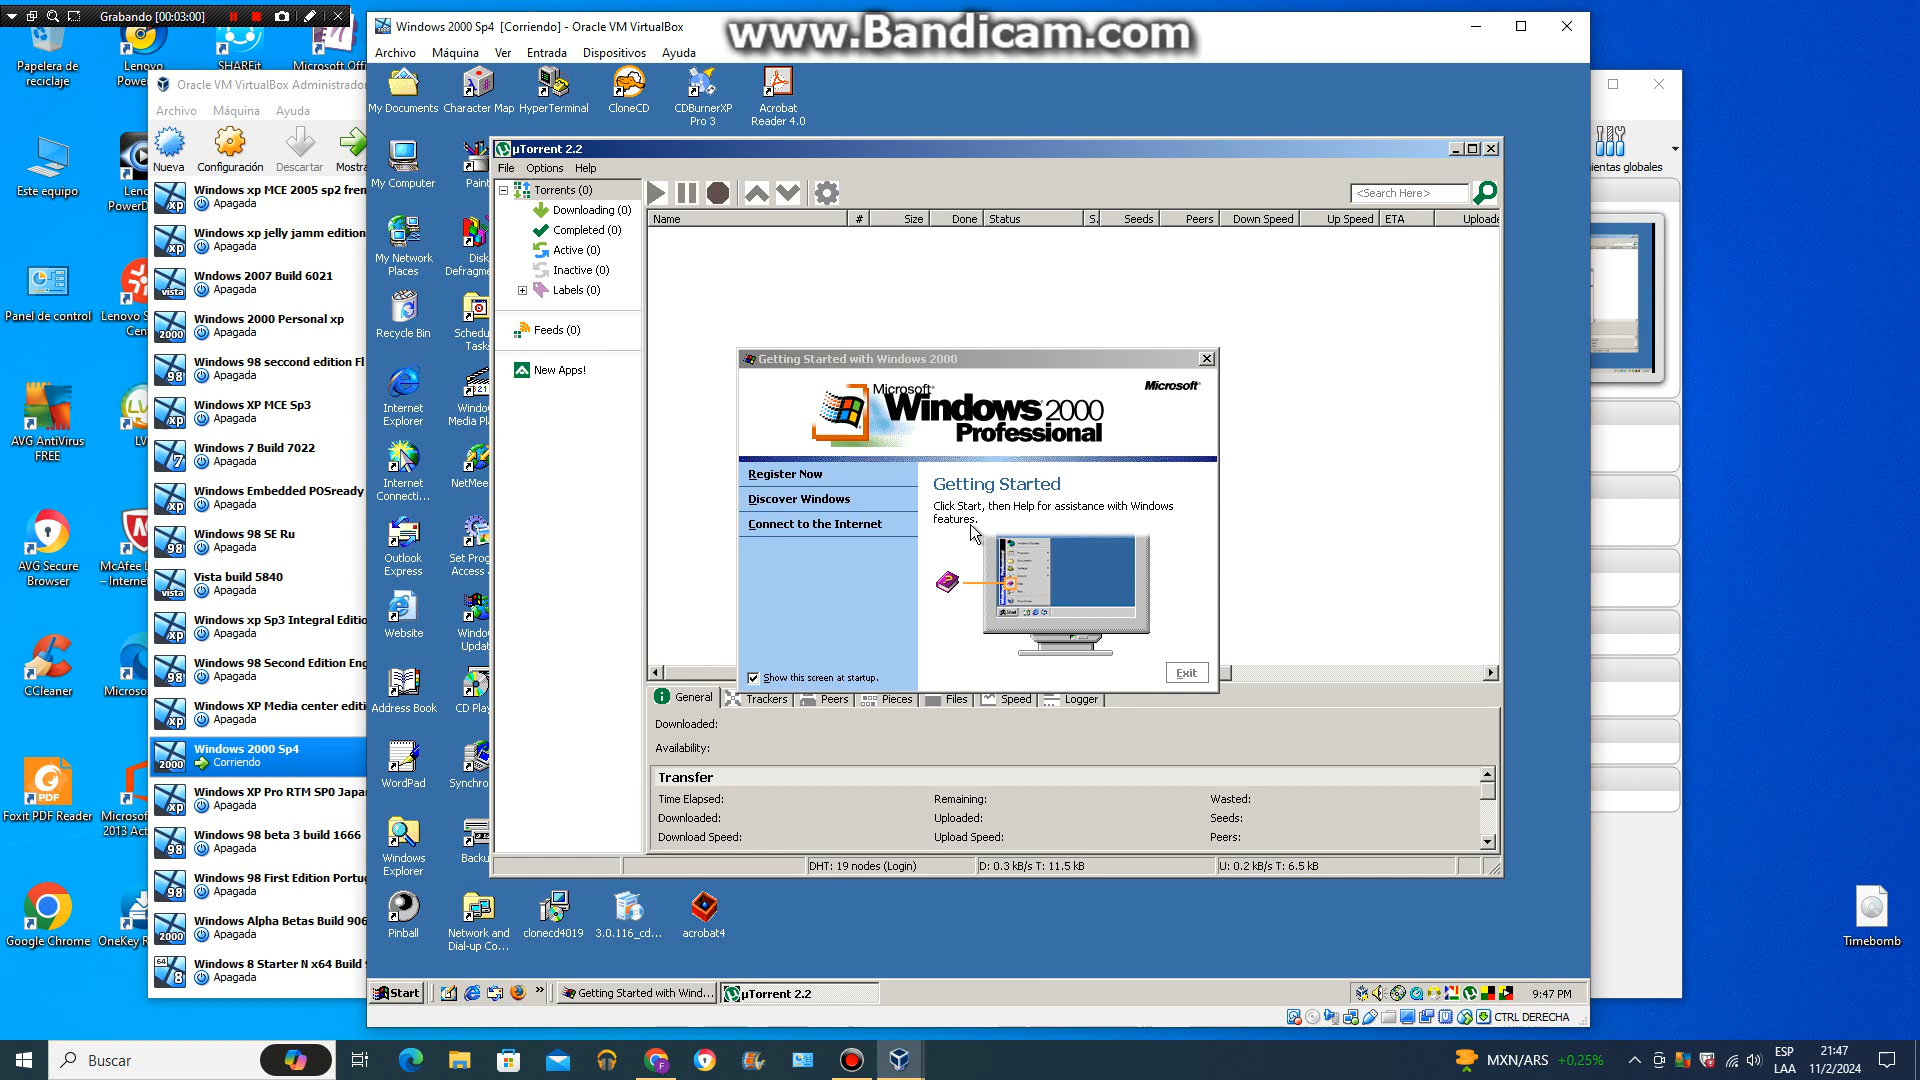 Grabando [00:03:00]
www.Bandicam.com
Papelera de
reciclaje
Lenovo
SHAREit
Este equipo
Panel de control
AVG AntiVirus
FREE
AVG Secure
Browser
CCleaner
Foxit PDF Reader
Google Chrome
Timebomb
Oracle VM VirtualBox Administrador
Archivo
Máquina
Ayuda
Nueva
Configuración
Descartar
Windows xp MCE 2005 sp2 fren
Apagada
Windows xp jelly jamm edition
Apagada
Wndows 2007 Build 6021
Apagada
Windows 2000 Personal xp
Apagada
Windows 98 seccond edition Fl
Apagada
Windows XP MCE Sp3
Apagada
Windows 7 Build 7022
Apagada
Windows Embedded POSready
Apagada
Windows 98 SE Ru
Apagada
Vista build 5840
Apagada
Windows xp Sp3 Integral Editio
Apagada
Windows 98 Second Edition Eng
Apagada
Windows XP Media center editi
Apagada
Windows 2000 Sp4
Corriendo
Windows XP Pro RTM SP0 Japa
Apagada
Windows 98 beta 3 build 1666
Apagada
Windows 98 First Edition Portug
Apagada
Windows Alpha Betas Build 906
Apagada
Windows 8 Starter N x64 Build
Apagada
Windows 2000 Sp4 [Corriendo] - Oracle VM VirtualBox
Archivo Máquina Ver Entrada Dispositivos Ayuda
My Documents
Character Map
HyperTerminal
CloneCD
CDBurnerXP
Pro 3
Acrobat
Reader 4.0
My Computer
Paint
My Network
Places
Disk
Defragme
Recycle Bin
Schedu
Tasks
Internet
Explorer
Windo
Media Pl
Internet
Connecti...
NetMee
Outlook
Express
Set Prog
Access
Website
Windo
Updat
Address Book
CD Play
WordPad
Synchro
Windows
Explorer
Backu
Pinball
Network and
Dial-up Co...
clonecd4019
3.0.116_cd...
acrobat4
µTorrent 2.2
File Options Help
Torrents (0)
Downloading (0)
Completed (0)
Active (0)
Inactive (0)
Labels (0)
Feeds (0)
New Apps!
<Search Here>
Name # Size Done Status S. Seeds Peers Down Speed Up Speed ETA Uploade
Getting Started with Windows 2000
Microsoft
Windows 2000
Professional
Microsoft
Register Now
Discover Windows
Connect to the Internet
Getting Started
Click Start, then Help for assistance with Windows
features.
Show this screen at startup.
Exit
General Trackers Peers Pieces Files Speed Logger
Downloaded:
Availability:
Transfer
Time Elapsed: Remaining: Wasted:
Downloaded: Uploaded: Seeds:
Download Speed: Upload Speed: Peers:
DHT: 19 nodes (Login) D: 0.3 kB/s T: 11.5 kB U: 0.2 kB/s T: 6.5 kB
Start
Getting Started with Wind...
µTorrent 2.2
9:47 PM
CTRL DERECHA
ientas globales
Buscar
MXN/ARS +0,25%
ESP
LAA
21:47
11/2/2024